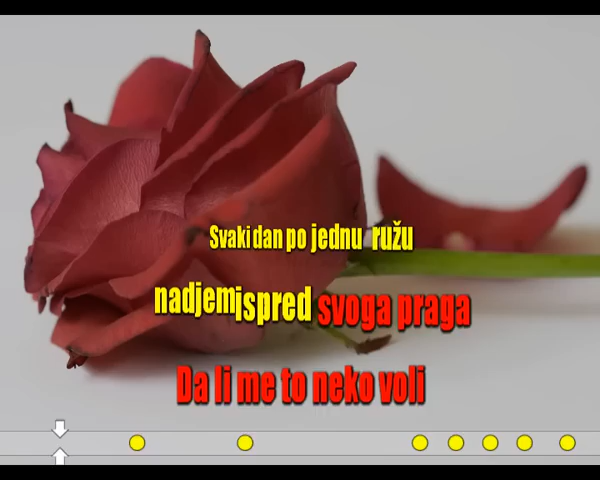 Svaki dan po jednu ružu
nadjem ispred svoga praga
Da li me to neko voli